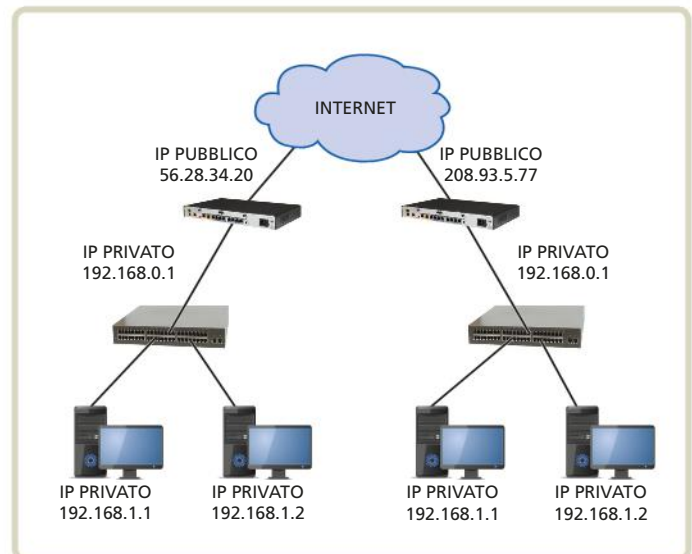 INTERNET
IP PUBBLICO
56.28.34.20
IP PUBBLICO
208.93.5.77
IP PRIVATO
192.168.0.1
IP PRIVATO
192.168.0.1
IP PRIVATO
192.168.1.1
IP PRIVATO
192.168.1.2
IP PRIVATO
192.168.1.1
IP PRIVATO
192.168.1.2